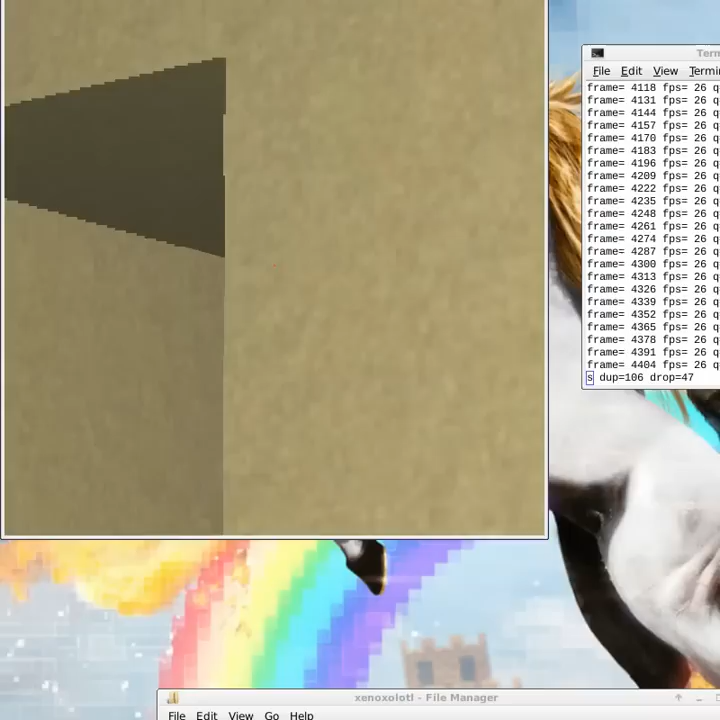 Term
File Edit View Termin
frame= 4118 fps= 26 q
frame= 4131 fps= 26 q
frame= 4144 fps= 26 q
frame= 4157 fps= 26 q
frame= 4170 fps= 26 q
frame= 4183 fps= 26 q
frame= 4196 fps= 26 q
frame= 4209 fps= 26 q
frame= 4222 fps= 26 q
frame= 4235 fps= 26 q
frame= 4248 fps= 26 q
frame= 4261 fps= 26 q
frame= 4274 fps= 26 q
frame= 4287 fps= 26 q
frame= 4300 fps= 26 q
frame= 4313 fps= 26 q
frame= 4326 fps= 26 q
frame= 4339 fps= 26 q
frame= 4352 fps= 26 q
frame= 4365 fps= 26 q
frame= 4378 fps= 26 q
frame= 4391 fps= 26 q
frame= 4404 fps= 26 q
s dup=106 drop=47
xenoxolotl - File Manager
File Edit View Go Help